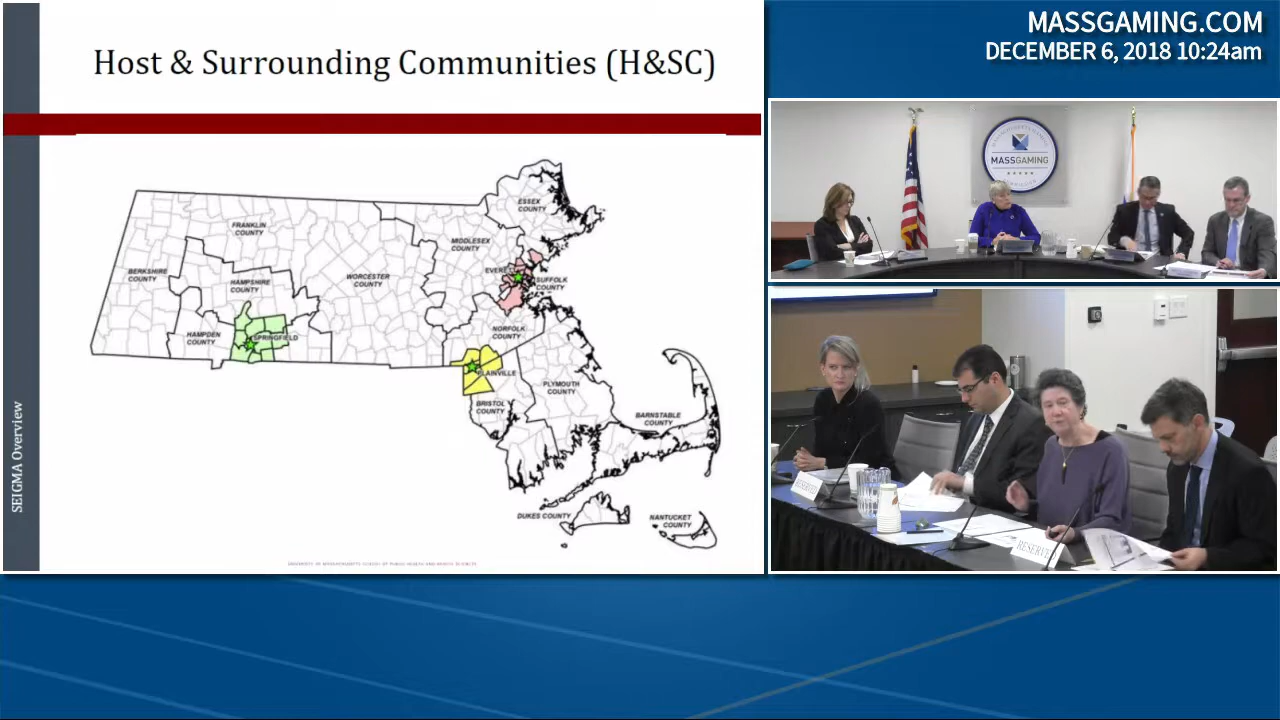 MASSGAMING.COM
DECEMBER 6, 2018 10:24am
Host & Surrounding Communities (H&SC)
SEIGMA Overview
ESSEX
COUNTY
FRANKLIN
COUNTY
MIDDLESEX
COUNTY
BERKSHIRE
COUNTY
HAMPSHIRE
COUNTY
WORCESTER
COUNTY
SUFFOLK
COUNTY
HAMPDEN
COUNTY
SPRINGFIELD
NORFOLK
COUNTY
PLAINVILLE
PLYMOUTH
COUNTY
BRISTOL
COUNTY
BARNSTABLE
COUNTY
DUKES COUNTY
NANTUCKET
COUNTY
MASSGAMING
RESERVED
RESERVE